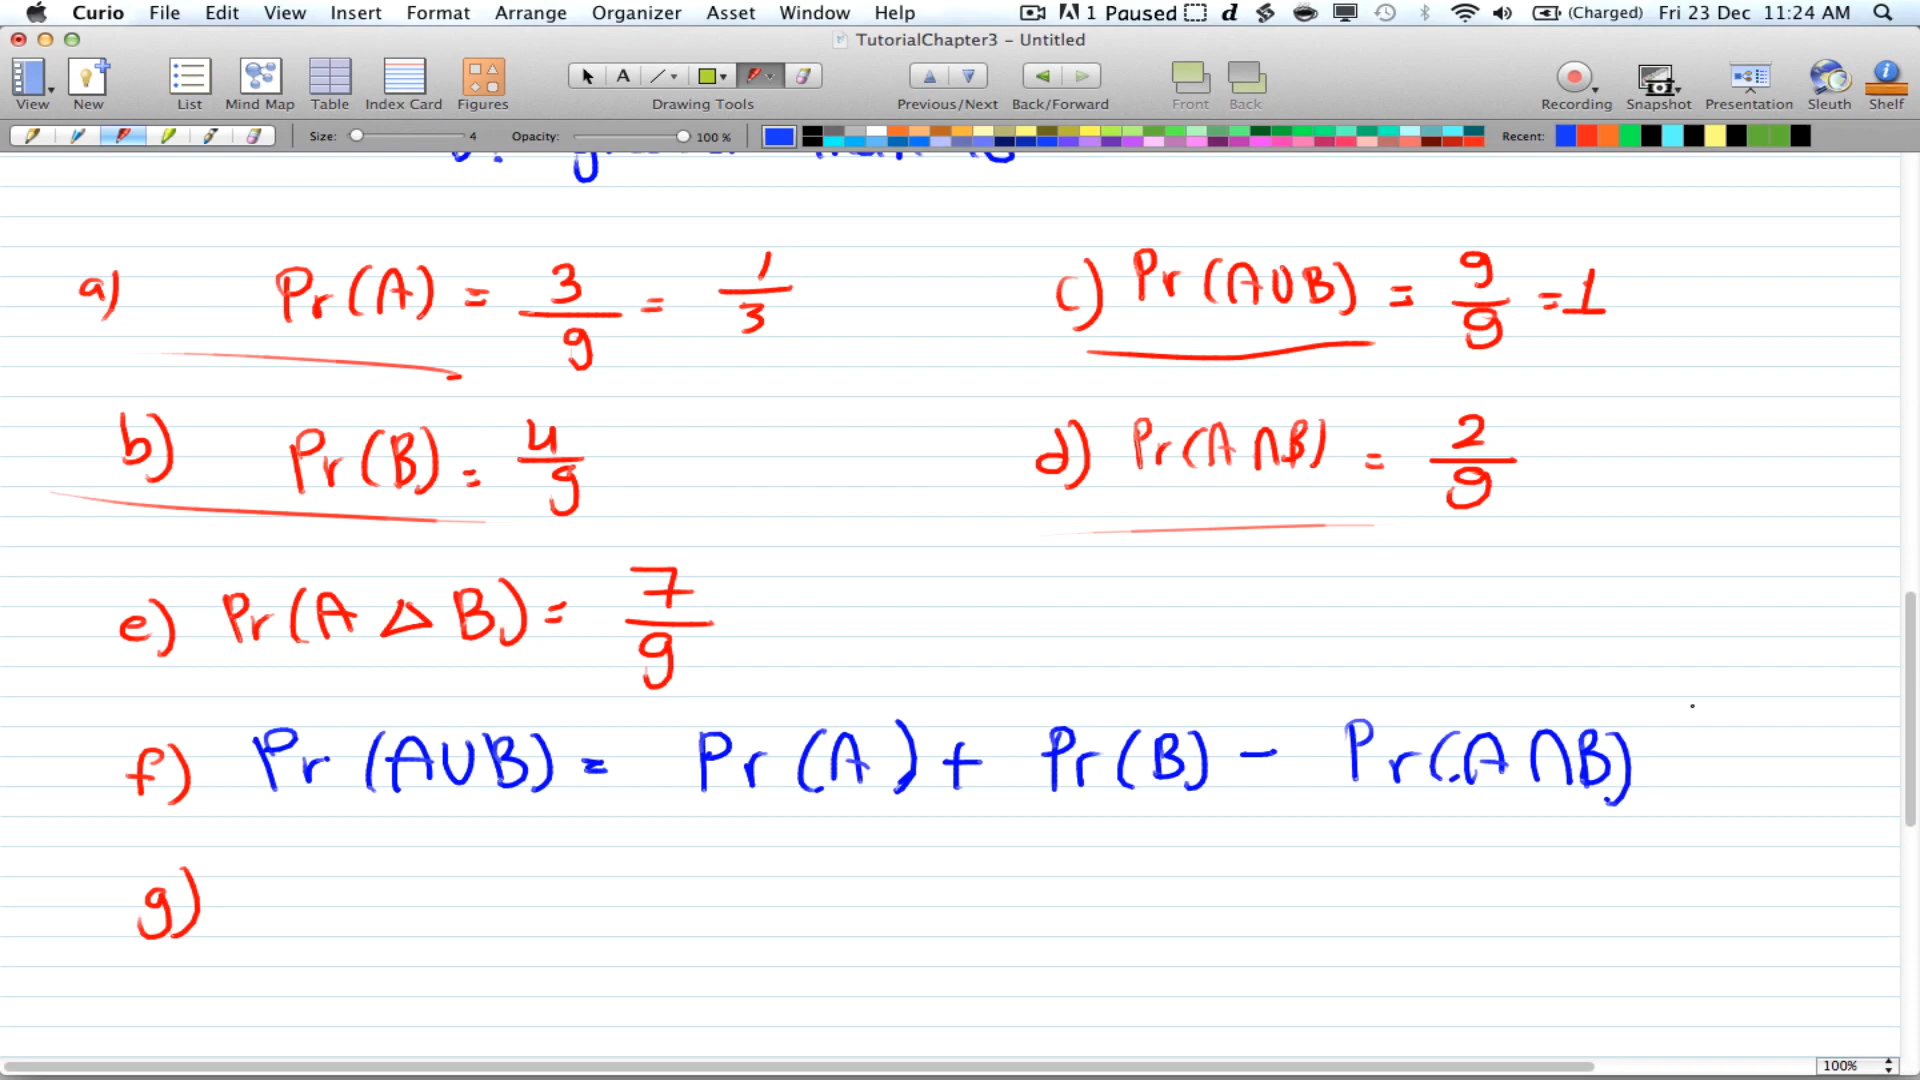 Curio File Edit View Insert Format Arrange Organizer Asset Window Help 1 Paused (Charged) Fri 23 Dec 11:24 AM
TutorialChapter3 – Untitled
View New List Mind Map Table Index Card Figures Drawing Tools Previous/Next Back/Forward Front Back Recording Snapshot Presentation Sleuth Shelf
Size: 4 Opacity: 100 % Recent:
a) Pr(A) = 3/9 = 1/3
c) Pr(A∪B) = 9/9 = 1
b) Pr(B) = 4/9
d) Pr(A∩B) = 2/9
e) Pr(A △ B) = 7/9
f) Pr(A∪B) = Pr(A) + Pr(B) – Pr(A∩B)
g)
100%